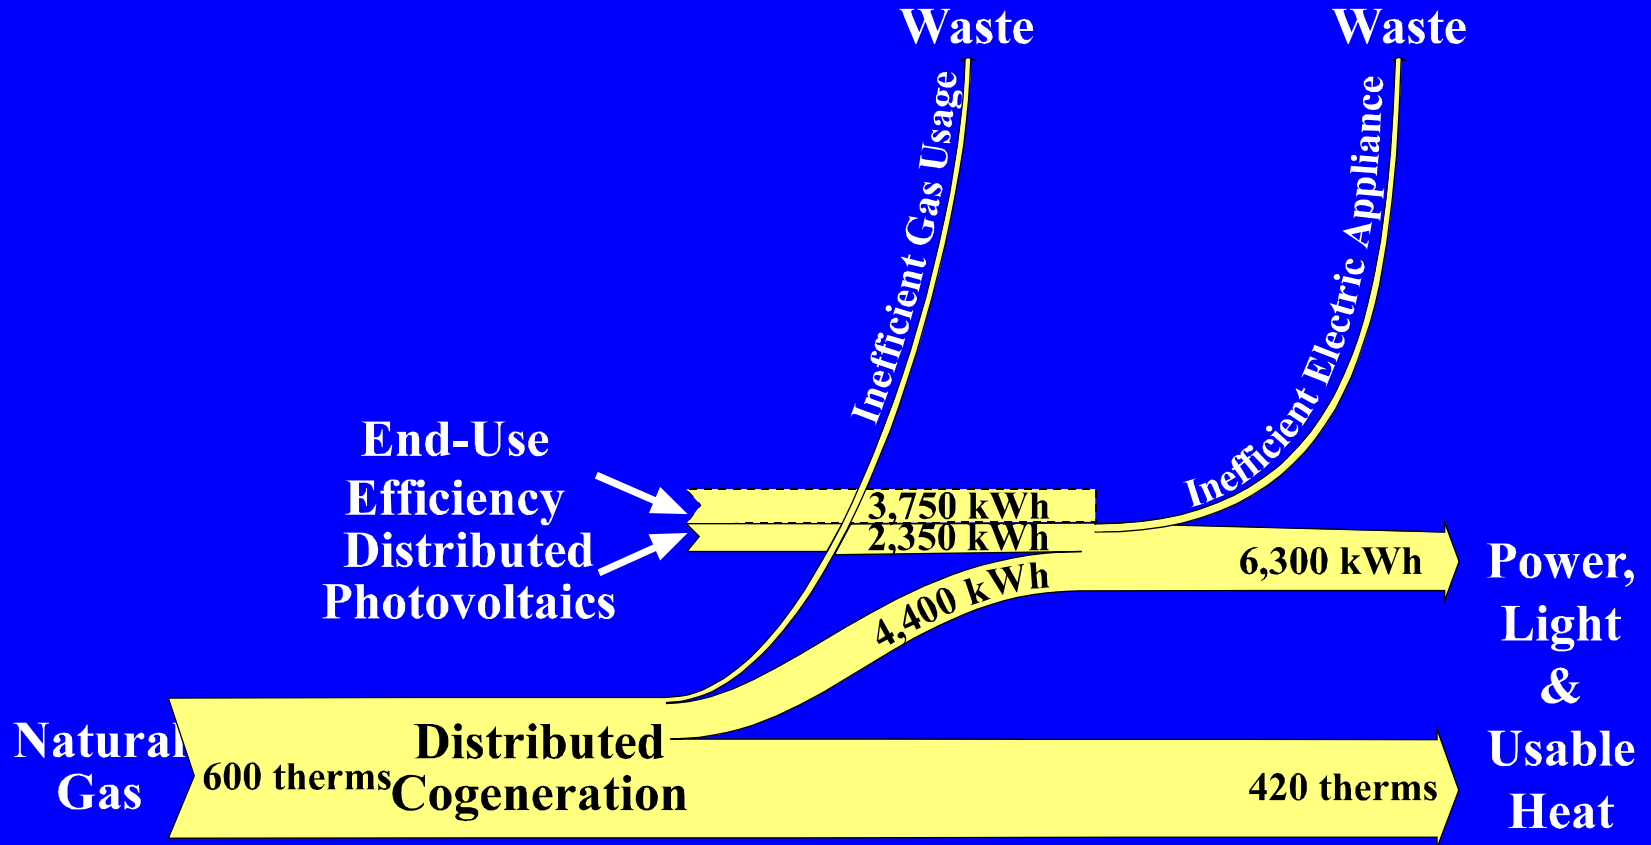 Waste
Waste
Inefficient Gas Usage
Inefficient Electric Appliance
End-Use
Efficiency
Distributed
Photovoltaics
3,750 kWh
2,350 kWh
4,400 kWh
6,300 kWh
Power,
Light
&
Usable
Heat
Natural
Gas
600 therms
Distributed
Cogeneration
420 therms